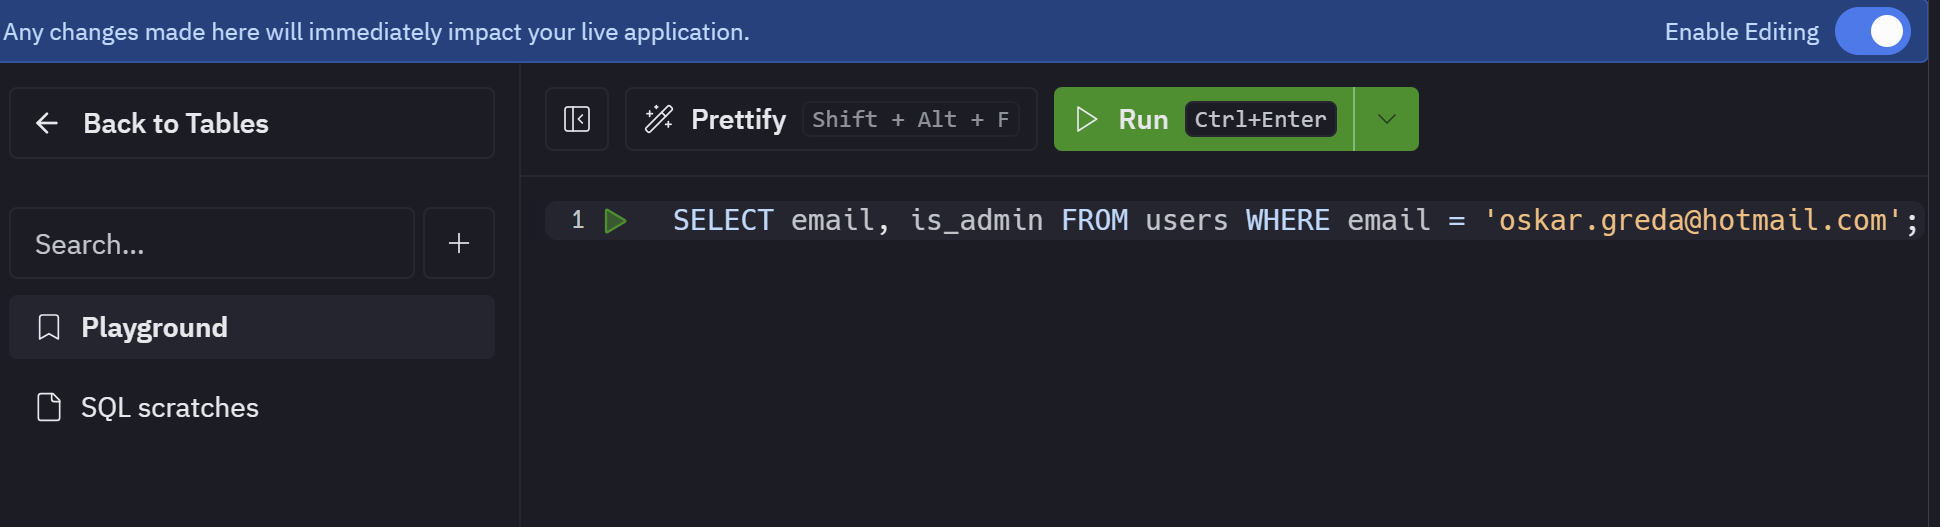 Any changes made here will immediately impact your live application.
Enable Editing
Back to Tables
Prettify Shift + Alt + F
Run Ctrl+Enter
Search...
Playground
SQL scratches
1 SELECT email, is_admin FROM users WHERE email = 'oskar.greda@hotmail.com';